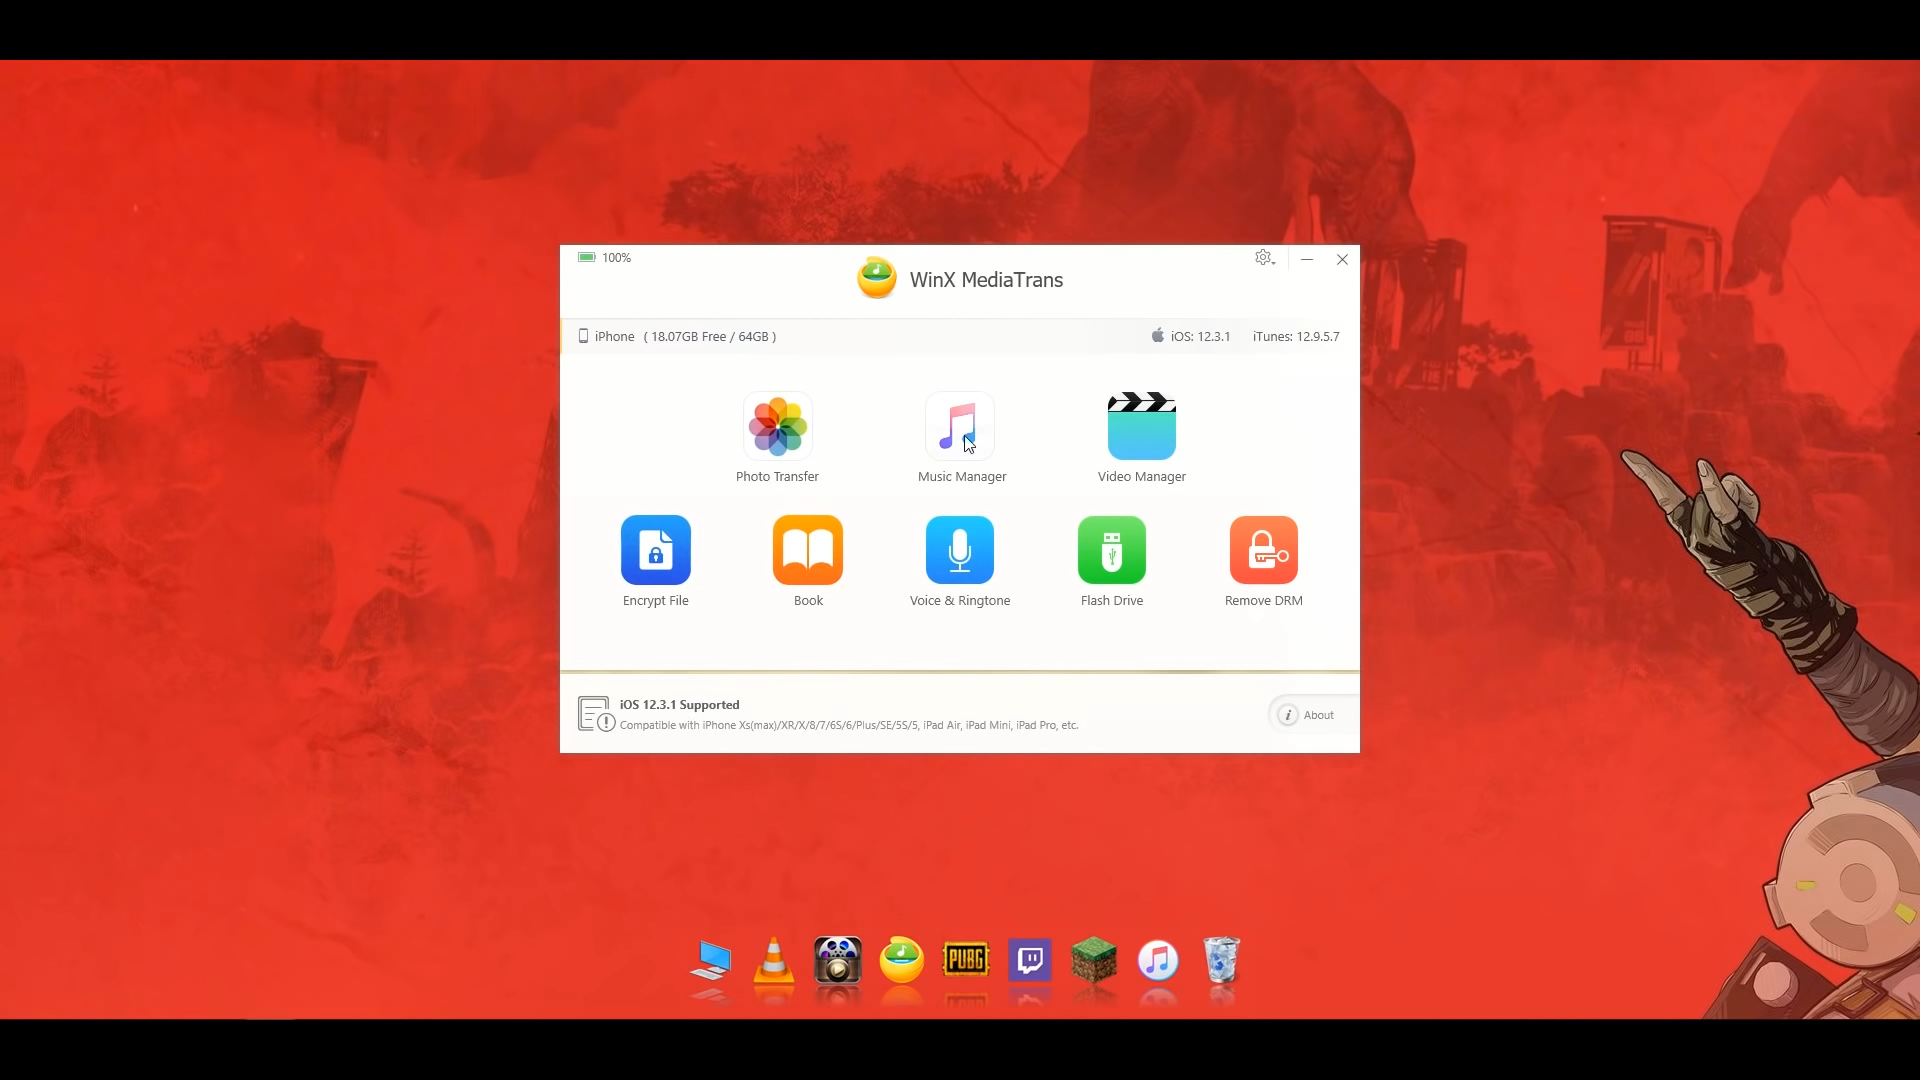 100%
WinX MediaTrans
iPhone ( 18.07GB Free / 64GB )
iOS: 12.3.1 iTunes: 12.9.5.7
Photo Transfer
Music Manager
Video Manager
Encrypt File
Book
Voice & Ringtone
Flash Drive
Remove DRM
iOS 12.3.1 Supported
Compatible with iPhone Xs(max)/XR/X/8/7/6S/6/Plus/SE/5S/5, iPad Air, iPad Mini, iPad Pro, etc.
About
PUBG